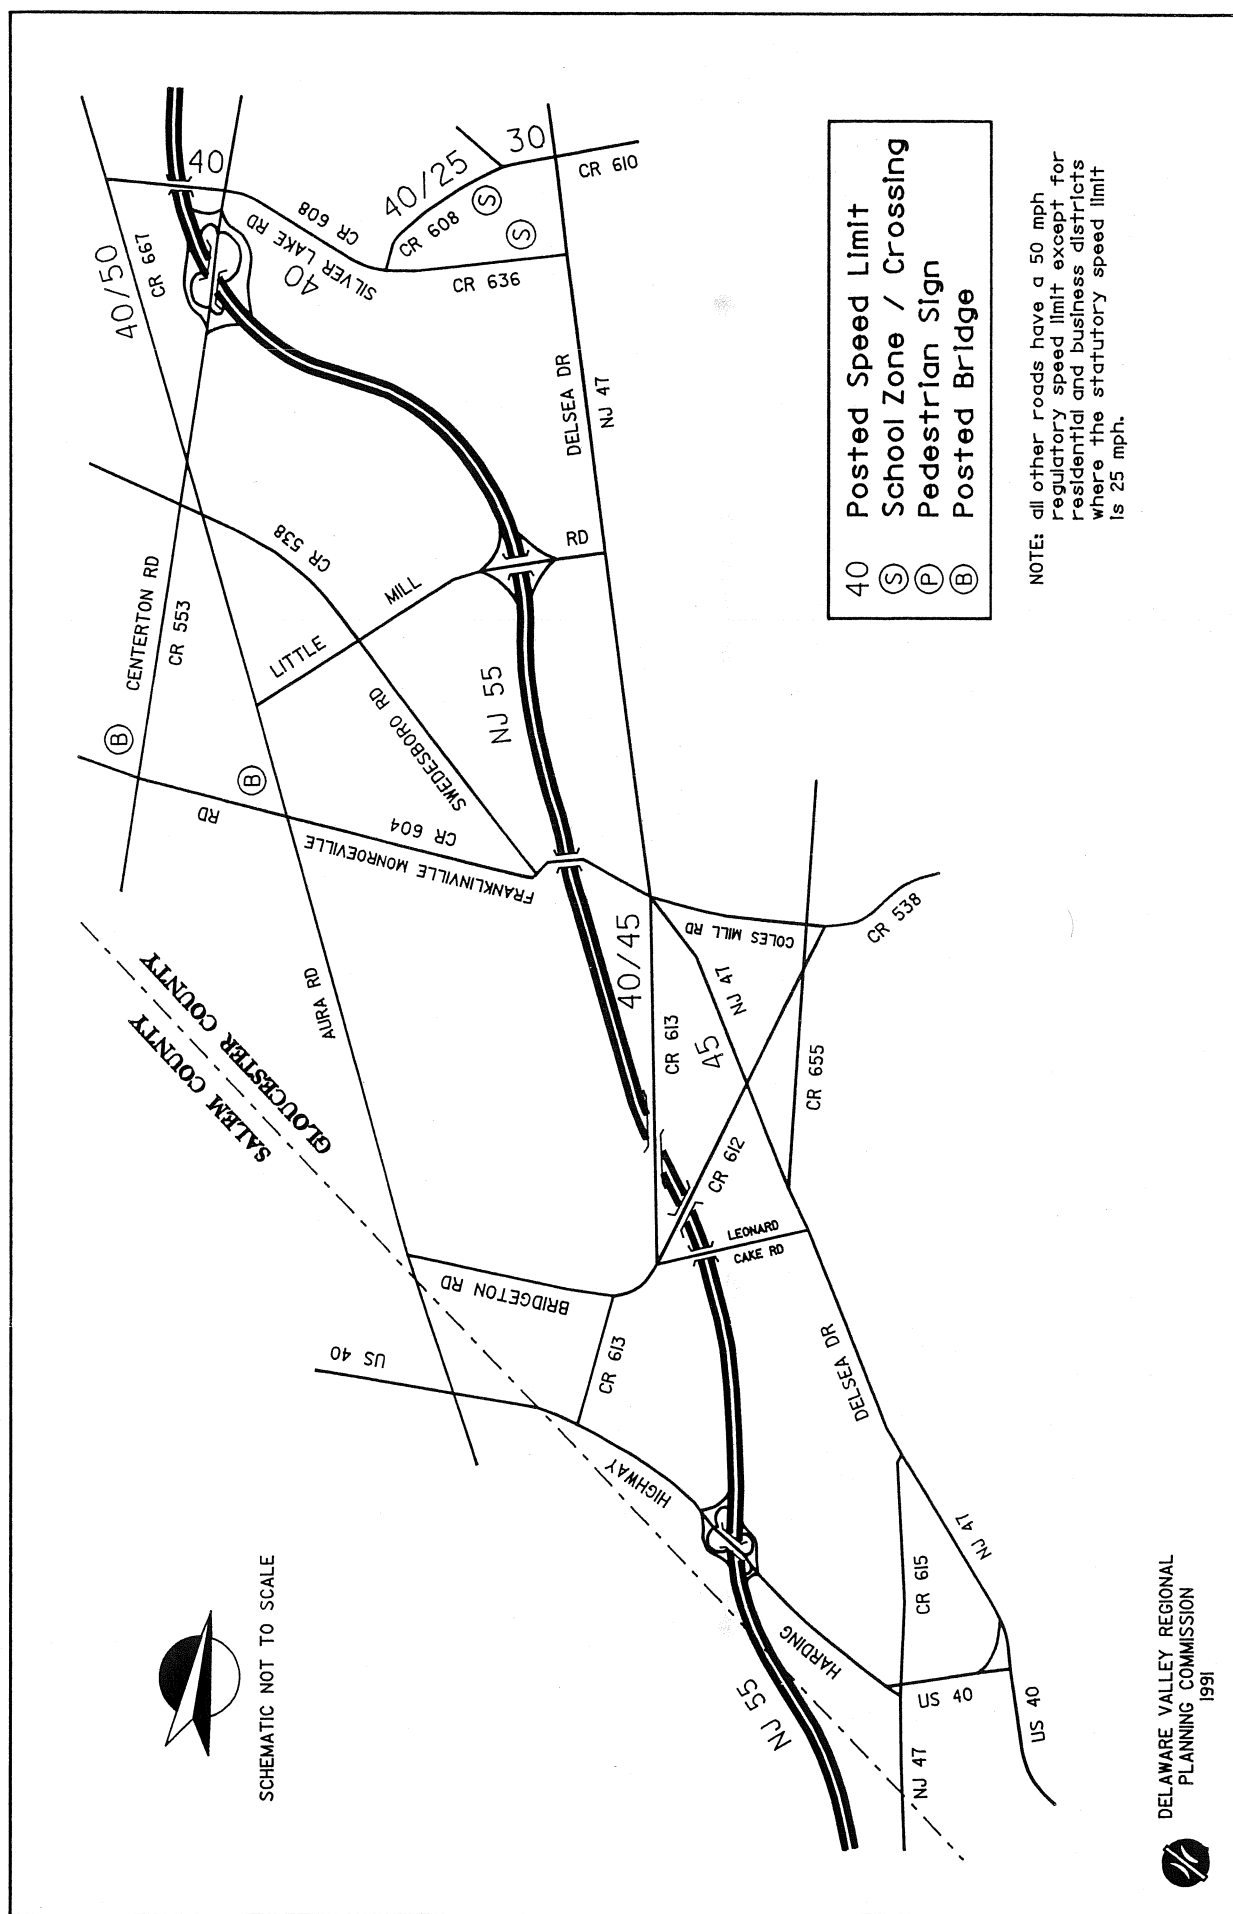 40
CR 667
40/50
CR 608
SILVER LAKE RD
40
40/25
CR 608
S
S
30
CR 610
CR 636
DELSEA DR
NJ 47
CENTERTON RD
CR 553
CR 538
LITTLE
MILL
RD
SWEDESBORO RD
NJ 55
B
B
RD
CR 604
FRANKLINVILLE MONROEVILLE
40/45
CR 613
COLES MILL RD
CR 538
NJ 47
45
CR 655
CR 612
LEONARD
CAKE RD
AURA RD
GLOUCESTER COUNTY
SALEM COUNTY
BRIDGETON RD
US 40
CR 613
DELSEA DR
HIGHWAY
HARDING
NJ 55
CR 615
NJ 47
US 40
US 40
NJ 47
40 Posted Speed Limit
S School Zone / Crossing
P Pedestrian Sign
B Posted Bridge
NOTE: all other roads have a 50 mph
regulatory speed limit except for
residential and business districts
where the statutory speed limit
is 25 mph.
SCHEMATIC NOT TO SCALE
DELAWARE VALLEY REGIONAL
PLANNING COMMISSION
1991